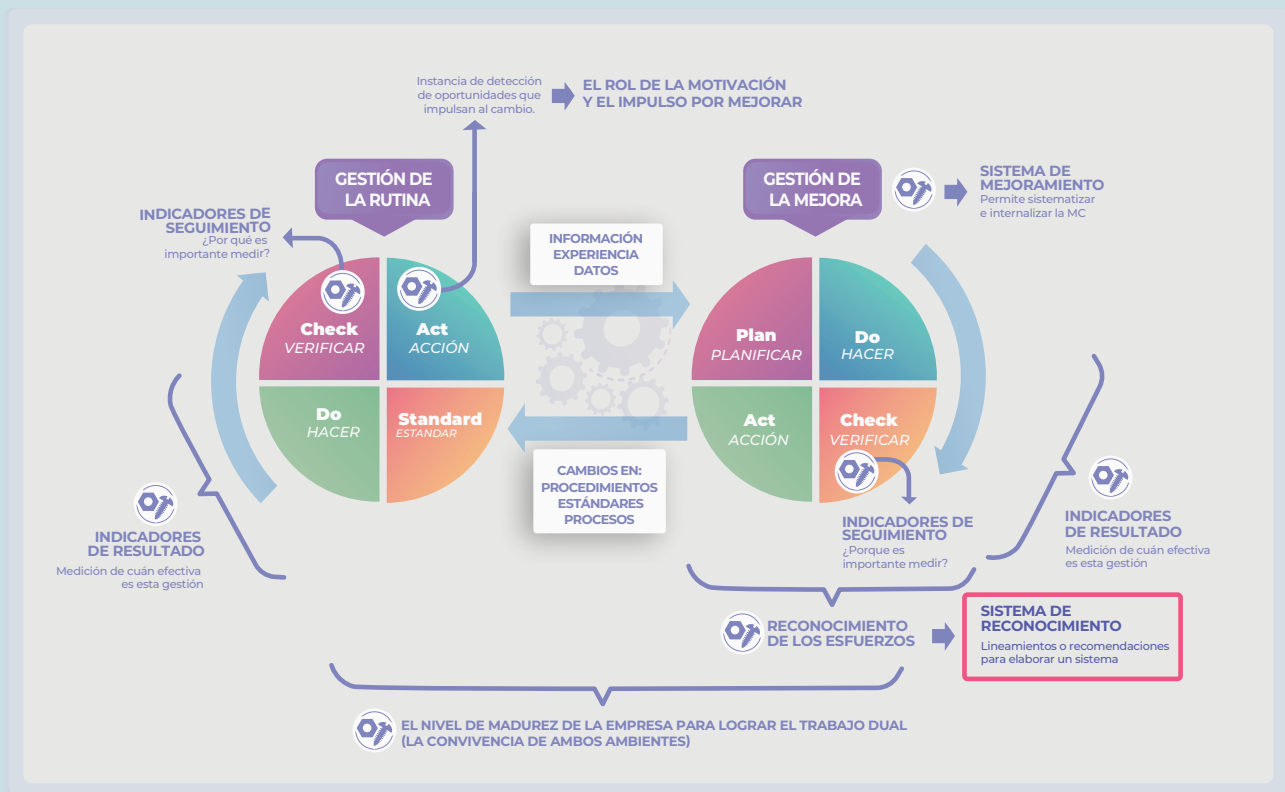 Instancia de detección
de oportunidades que
impulsan al cambio.
EL ROL DE LA MOTIVACIÓN
Y EL IMPULSO POR MEJORAR
GESTIÓN DE
LA RUTINA
GESTIÓN DE
LA MEJORA
SISTEMA DE
MEJORAMIENTO
Permite sistematizar
e internalizar la MC
INDICADORES DE
SEGUIMIENTO
¿Por qué es
importante medir?
INFORMACIÓN
EXPERIENCIA
DATOS
Check
VERIFICAR
Act
ACCIÓN
Do
HACER
Standard
ESTANDAR
Plan
PLANIFICAR
Do
HACER
Act
ACCIÓN
Check
VERIFICAR
CAMBIOS EN:
PROCEDIMIENTOS
ESTÁNDARES
PROCESOS
INDICADORES
DE RESULTADO
Medición de cuán efectiva
es esta gestión
INDICADORES DE
SEGUIMIENTO
¿Porque es
importante medir?
INDICADORES
DE RESULTADO
Medición de cuán efectiva
es esta gestión
RECONOCIMIENTO
DE LOS ESFUERZOS
SISTEMA DE
RECONOCIMIENTO
Lineamientos o recomendaciones
para elaborar un sistema
EL NIVEL DE MADUREZ DE LA EMPRESA PARA LOGRAR EL TRABAJO DUAL
(LA CONVIVENCIA DE AMBOS AMBIENTES)